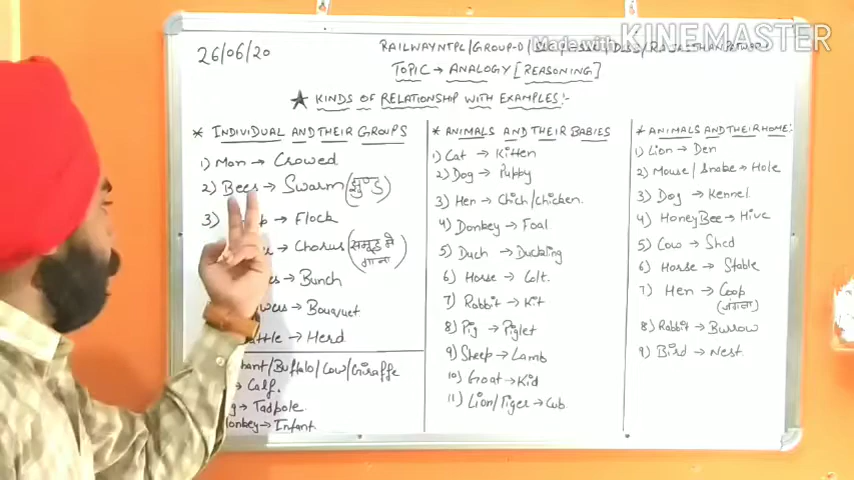 26/06/20
RAILWAY NTPC/GROUP-D/
TOPIC → ANALOGY [REASONING]
★ KINDS OF RELATIONSHIP WITH EXAMPLES:-
Made with KINEMASTER
* INDIVIDUAL AND THEIR GROUPS
1) Man → Crowed
2) Bees → Swarm (झुण्ड)
3) → Flock
→ Chorus (समूह में गाना)
→ Bunch
→ Bouquet
→ Herd
/Buffalo/Cow/Giraffe
→ Calf.
→ Tadpole.
→ Infant
* ANIMALS AND THEIR BABIES
1) Cat → Kitten
2) Dog → Puppy
3) Hen → Chich/Chicken.
4) Donkey → Foal
5) Duch → Duckling
6) Horse → Colt.
7) Rabbit → Kit
8) Pig → Piglet
9) Sheep → Lamb
10) Goat → Kid
11) Lion/Tiger → Cub
* ANIMALS AND THEIR HOME:
1) Lion → Den
2) Mouse/Snake → Hole
3) Dog → Kennel
4) Honey Bee → Hive
5) Cow → Shed
6) Horse → Stable
7) Hen → Coop
8) Rabbit → Burrow
9) Bird → Nest